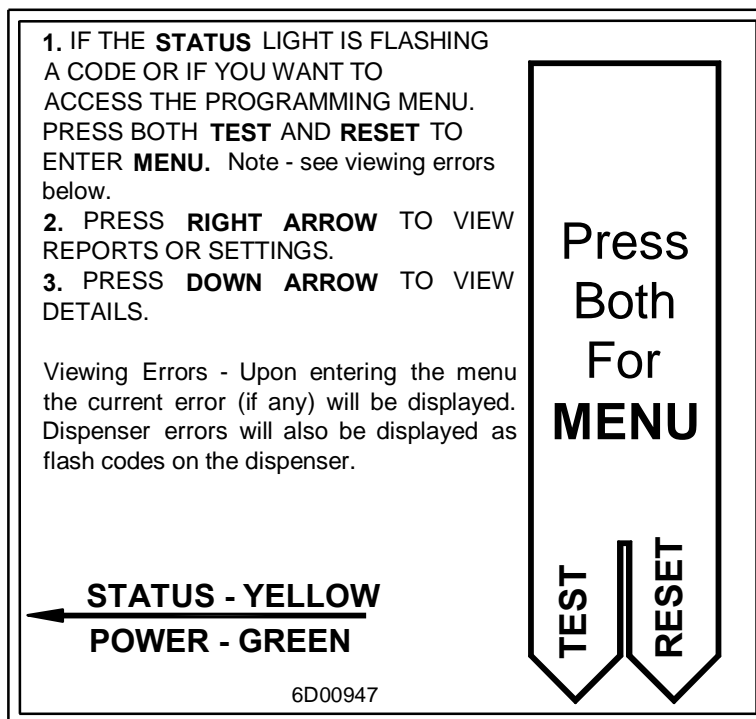 1. IF THE STATUS LIGHT IS FLASHING
A CODE OR IF YOU WANT TO
ACCESS THE PROGRAMMING MENU.
PRESS BOTH TEST AND RESET TO
ENTER MENU. Note - see viewing errors
below.
2. PRESS RIGHT ARROW TO VIEW
REPORTS OR SETTINGS.
3. PRESS DOWN ARROW TO VIEW
DETAILS.
Viewing Errors - Upon entering the menu
the current error (if any) will be displayed.
Dispenser errors will also be displayed as
flash codes on the dispenser.
STATUS - YELLOW
POWER - GREEN
6D00947
Press
Both
For
MENU
TEST
RESET